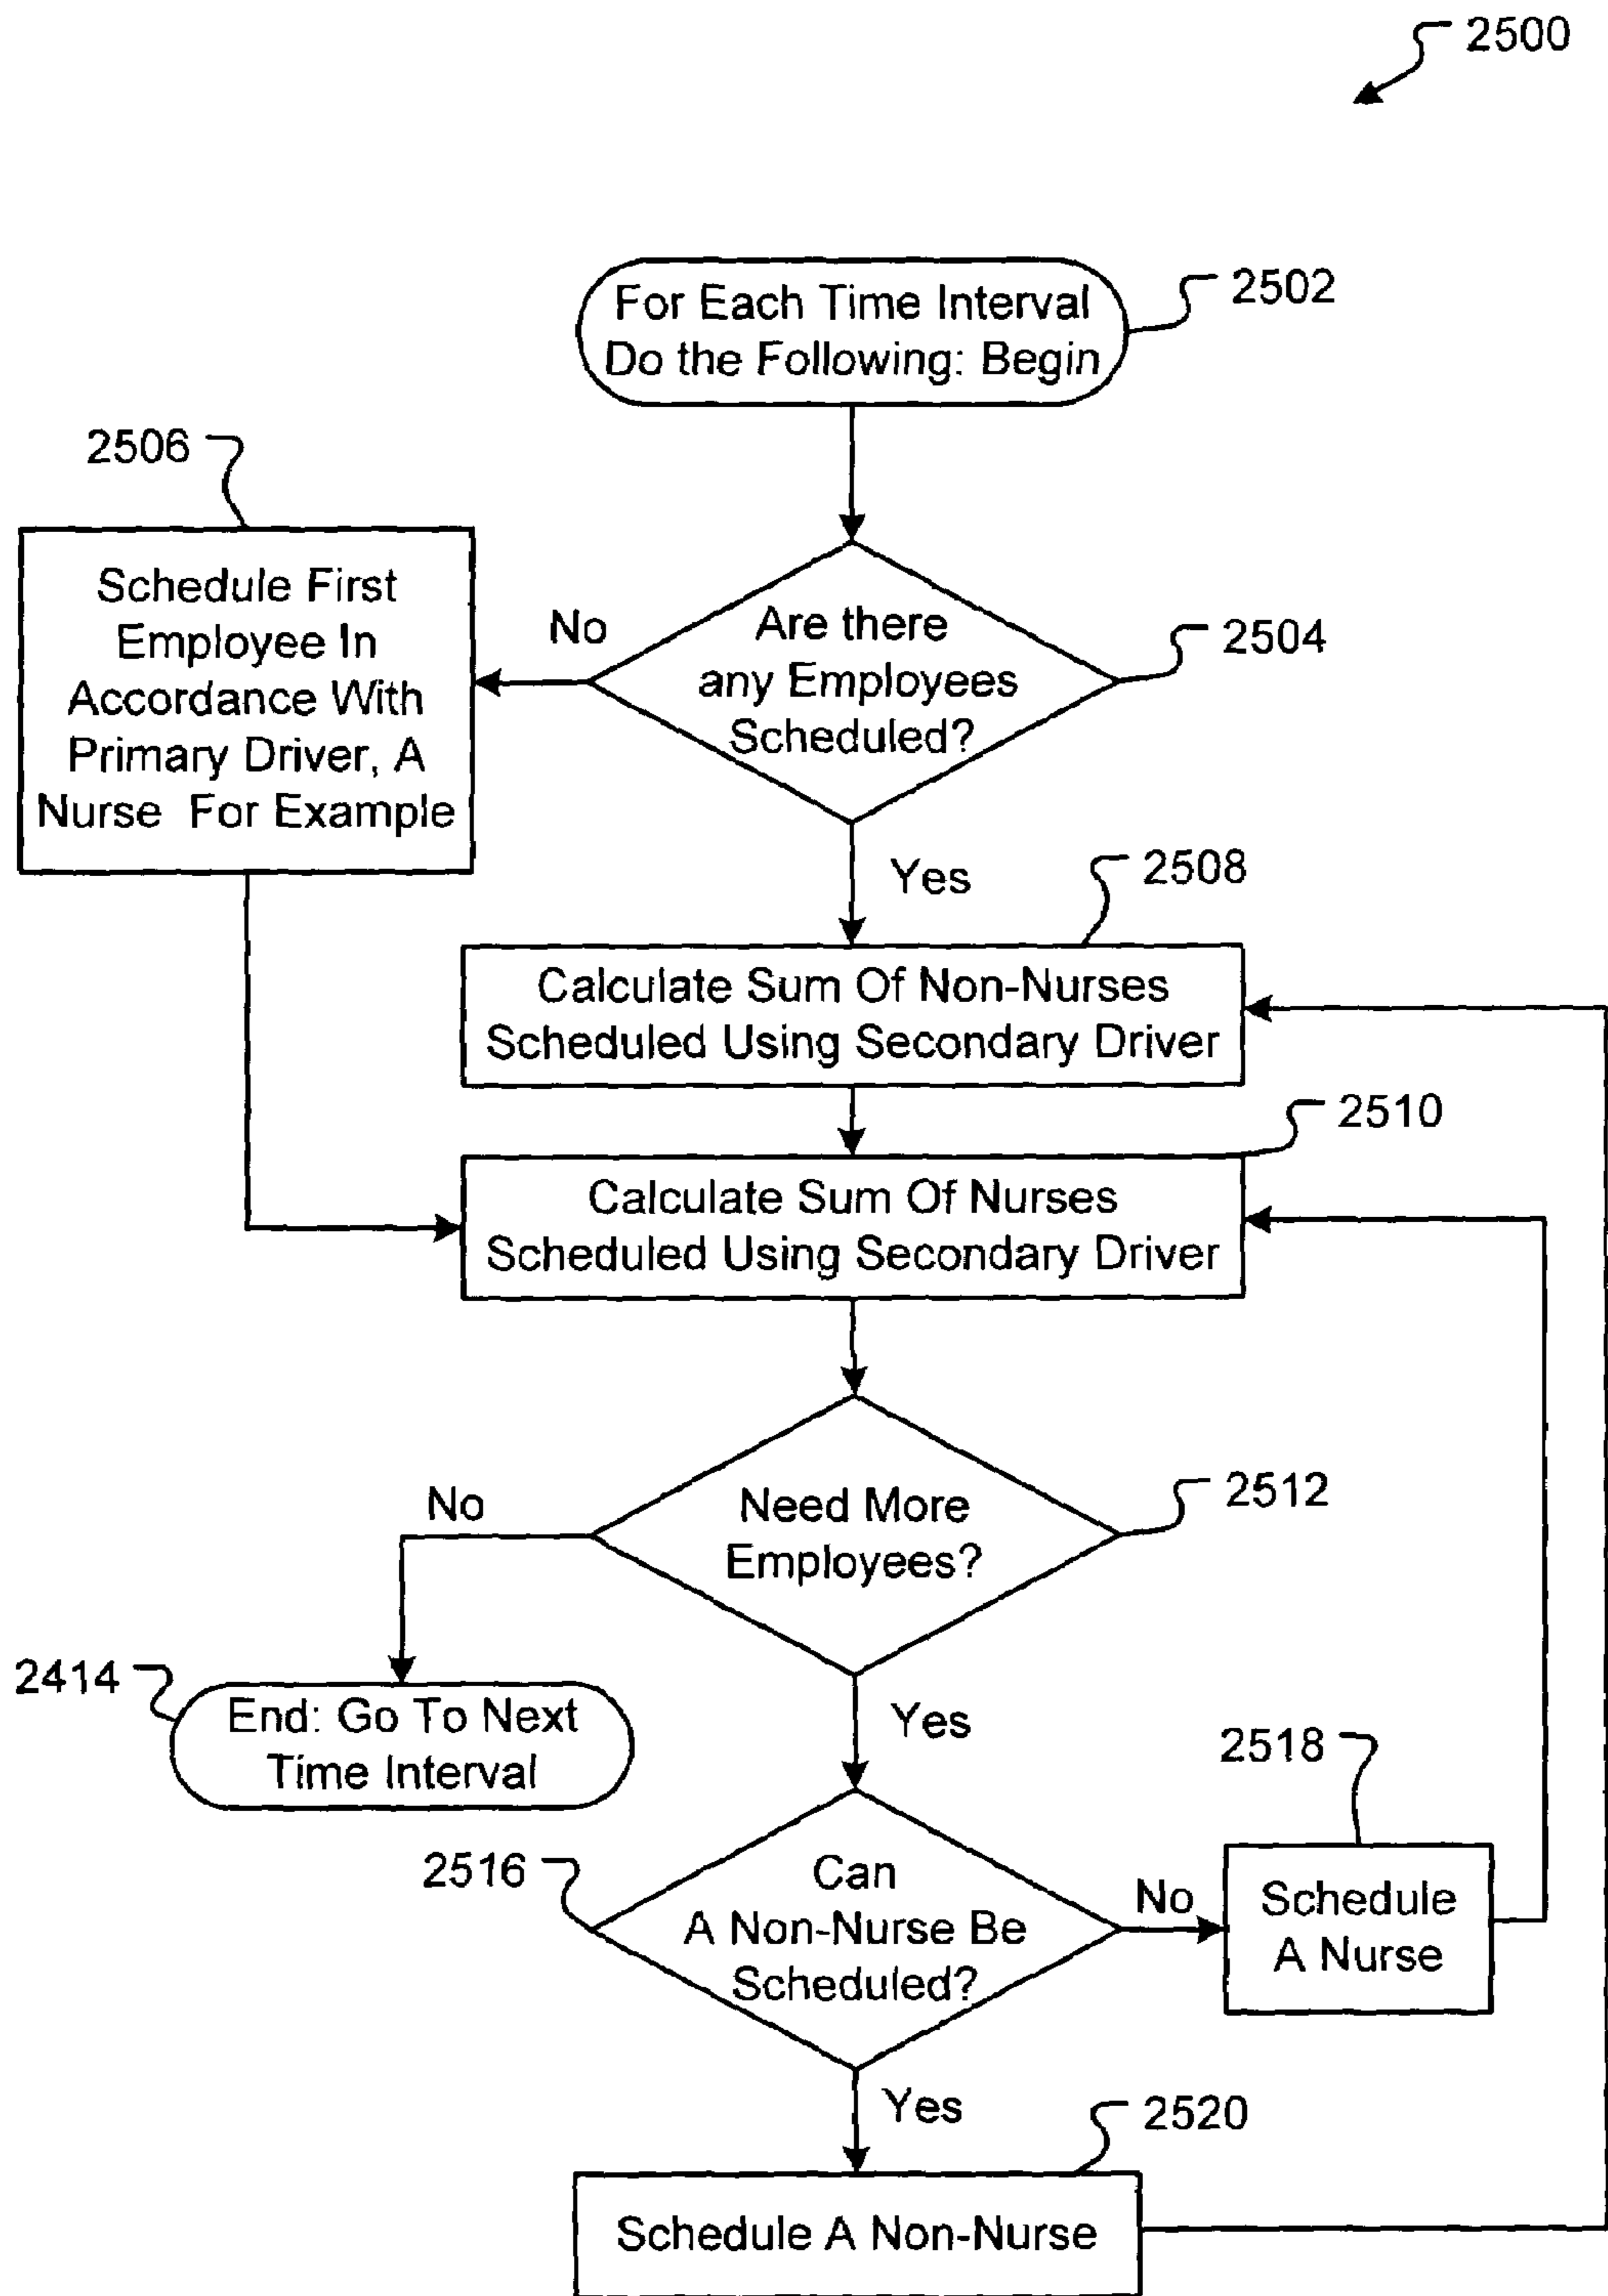 2500
For Each Time Interval
Do the Following: Begin
2502
2506
Schedule First
Employee In
Accordance With
Primary Driver, A
Nurse For Example
No
Are there
any Employees
Scheduled?
2504
Yes
2508
Calculate Sum Of Non-Nurses
Scheduled Using Secondary Driver
2510
Calculate Sum Of Nurses
Scheduled Using Secondary Driver
No
Need More
Employees?
2512
2414
End: Go To Next
Time Interval
Yes
2518
2516
Can
A Non-Nurse Be
Scheduled?
No
Schedule
A Nurse
Yes
2520
Schedule A Non-Nurse